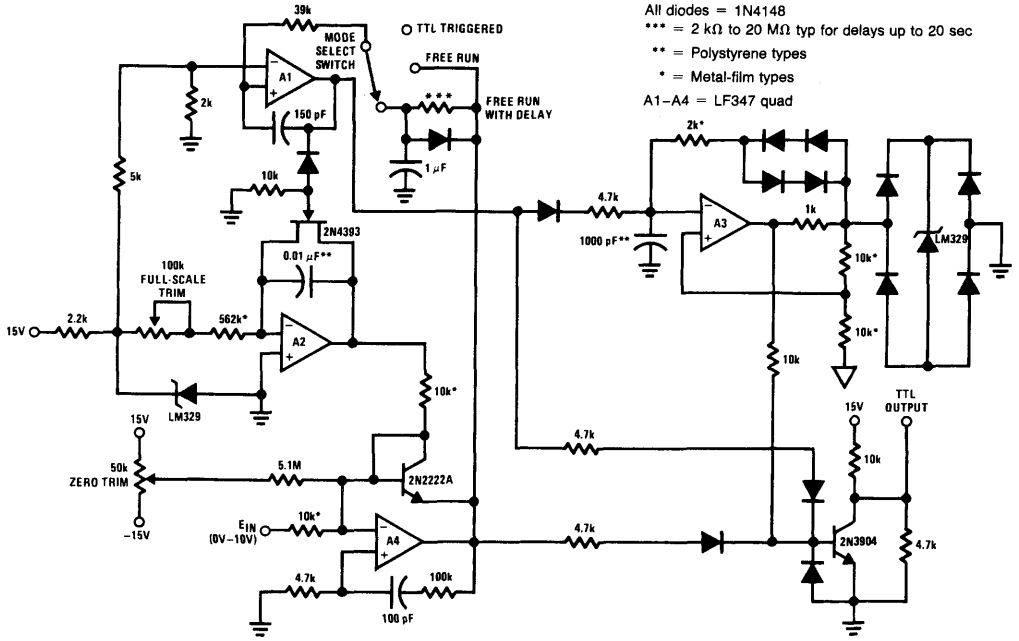 All diodes = 1N4148
*** = 2 kΩ to 20 MΩ typ for delays up to 20 sec
** = Polystyrene types
* = Metal-film types
A1–A4 = LF347 quad
39k
TTL TRIGGERED
MODE
SELECT
SWITCH
FREE RUN
A1
−
+
2k
150 pF
***
FREE RUN
WITH DELAY
1 μF
5k
10k
2N4393
0.01 μF**
100k
FULL-SCALE
TRIM
15V
2.2k
562k*
−
+
A2
LM329
10k*
2k*
4.7k
1000 pF**
−
+
A3
1k
10k*
10k*
LM329
10k
15V
TTL
OUTPUT
15V
50k
ZERO TRIM
−15V
5.1M
2N2222A
4.7k
10k
EIN
(0V–10V)
10k*
−
+
A4
4.7k
2N3904
4.7k
4.7k
100 pF
100k